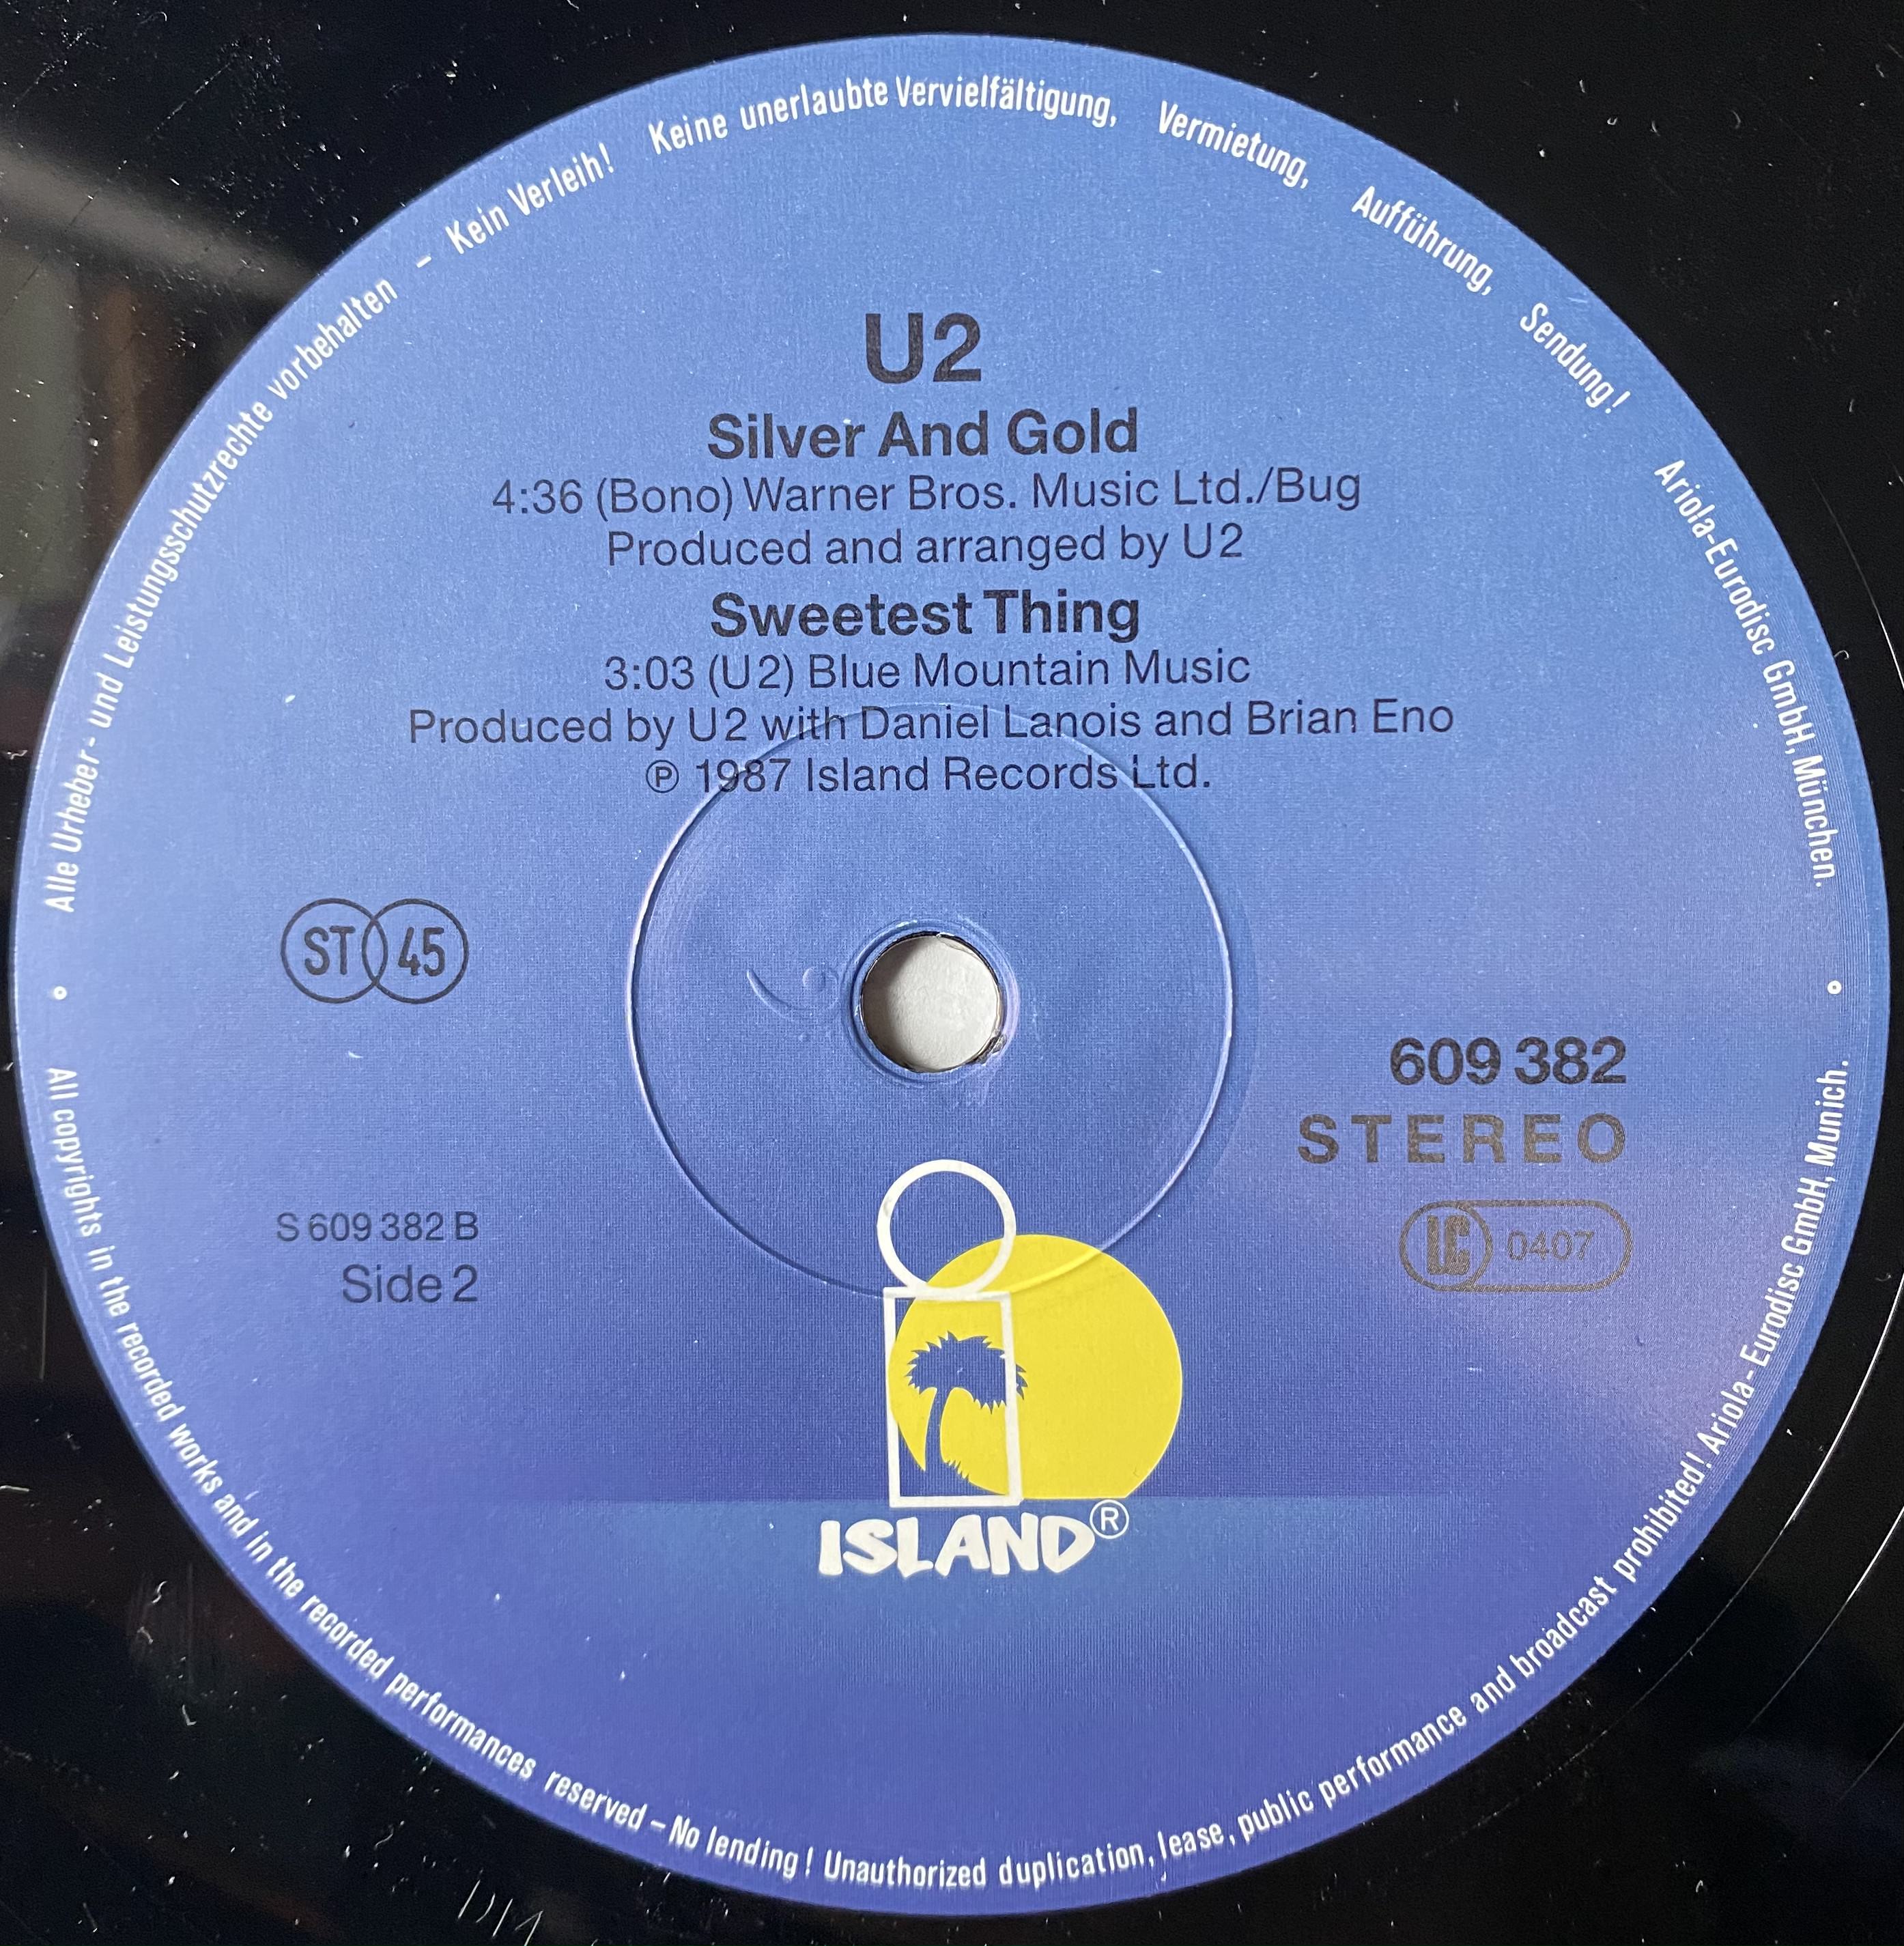 Alle Urheber- und Leistungsschutzrechte vorbehalten – Kein Verleih! Keine unerlaubte Vervielfältigung, Vermietung, Aufführung, Sendung! Ariola-Eurodisc GmbH, München.
U2
Silver And Gold
4:36 (Bono) Warner Bros. Music Ltd./Bug
Produced and arranged by U2
Sweetest Thing
3:03 (U2) Blue Mountain Music
Produced by U2 with Daniel Lanois and Brian Eno
℗ 1987 Island Records Ltd.
ST 45
609 382
STEREO
S 609 382 B
LC 0407
Side 2
ISLAND®
All copyrights in the recorded works and in the recorded performances reserved – No lending! Unauthorized duplication, lease, public performance and broadcast prohibited! Ariola-Eurodisc GmbH, Munich.